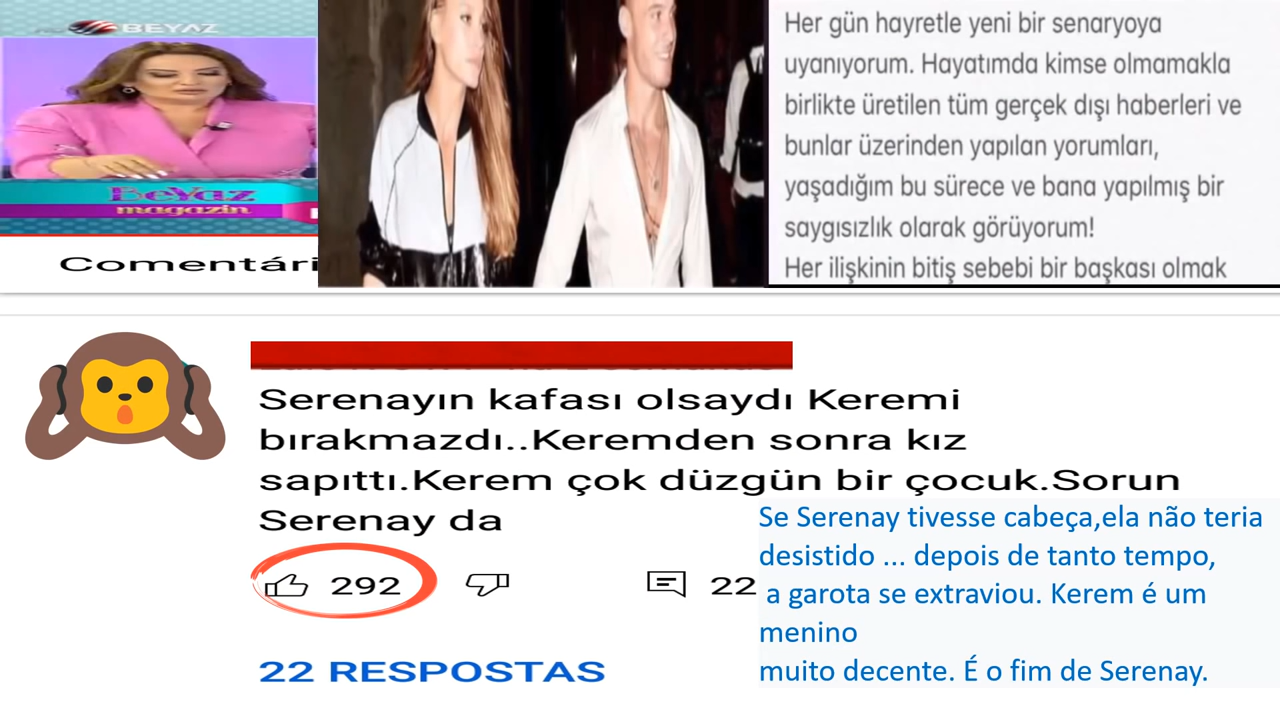 BEYAZ
BEYAZ
magazin
Comentári
Her gün hayretle yeni bir senaryoya
uyanıyorum. Hayatımda kimse olmamakla
birlikte üretilen tüm gerçek dışı haberleri ve
bunlar üzerinden yapılan yorumları,
yaşadığım bu sürece ve bana yapılmış bir
saygısızlık olarak görüyorum!
Her ilişkinin bitiş sebebi bir başkası olmak
Serenayın kafası olsaydı Keremi
bırakmazdı..Keremden sonra kız
sapıttı.Kerem çok düzgün bir çocuk.Sorun
Serenay da
292
22
22 RESPOSTAS
Se Serenay tivesse cabeça,ela não teria
desistido ... depois de tanto tempo,
a garota se extraviou. Kerem é um
menino
muito decente. É o fim de Serenay.